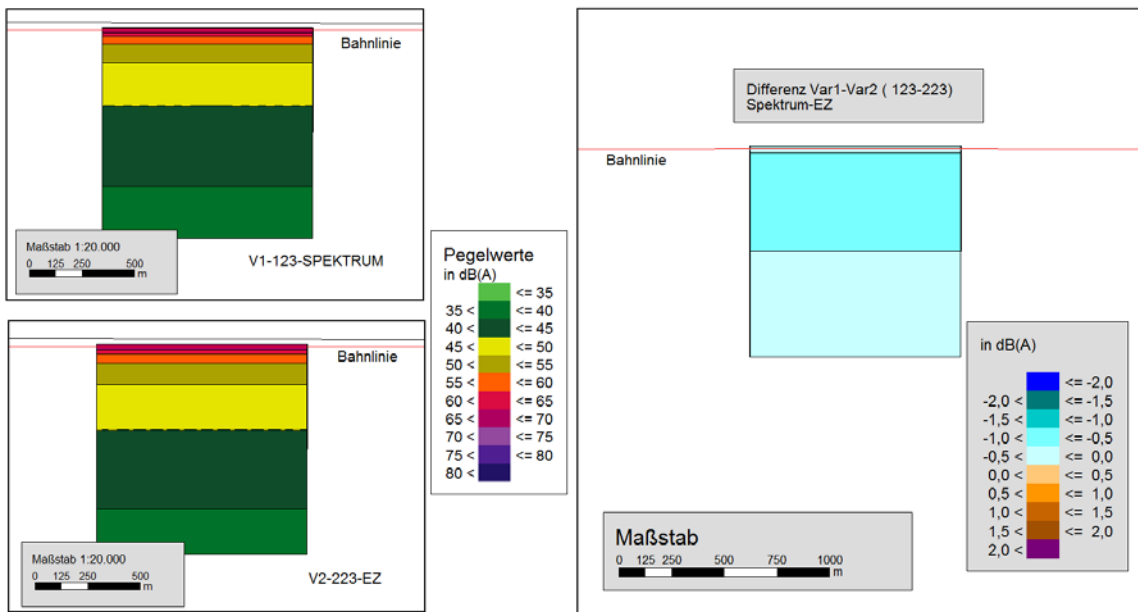 Bahnlinie
Maßstab 1:20.000
0 125 250 500
m
V1-123-SPEKTRUM
Bahnlinie
Maßstab 1:20.000
0 125 250 500
m
V2-223-EZ
Pegelwerte
in dB(A)
<= 35
35 < <= 40
40 < <= 45
45 < <= 50
50 < <= 55
55 < <= 60
60 < <= 65
65 < <= 70
70 < <= 75
75 < <= 80
80 <
Differenz Var1-Var2 ( 123-223)
Spektrum-EZ
Bahnlinie
Maßstab
0 250 500 750 1000
m
in dB(A)
<= -2,0
-2,0 < <= -1,5
-1,5 < <= -1,0
-1,0 < <= -0,5
-0,5 < <= 0,0
0,0 < <= 0,5
0,5 < <= 1,0
1,0 < <= 1,5
1,5 < <= 2,0
2,0 <